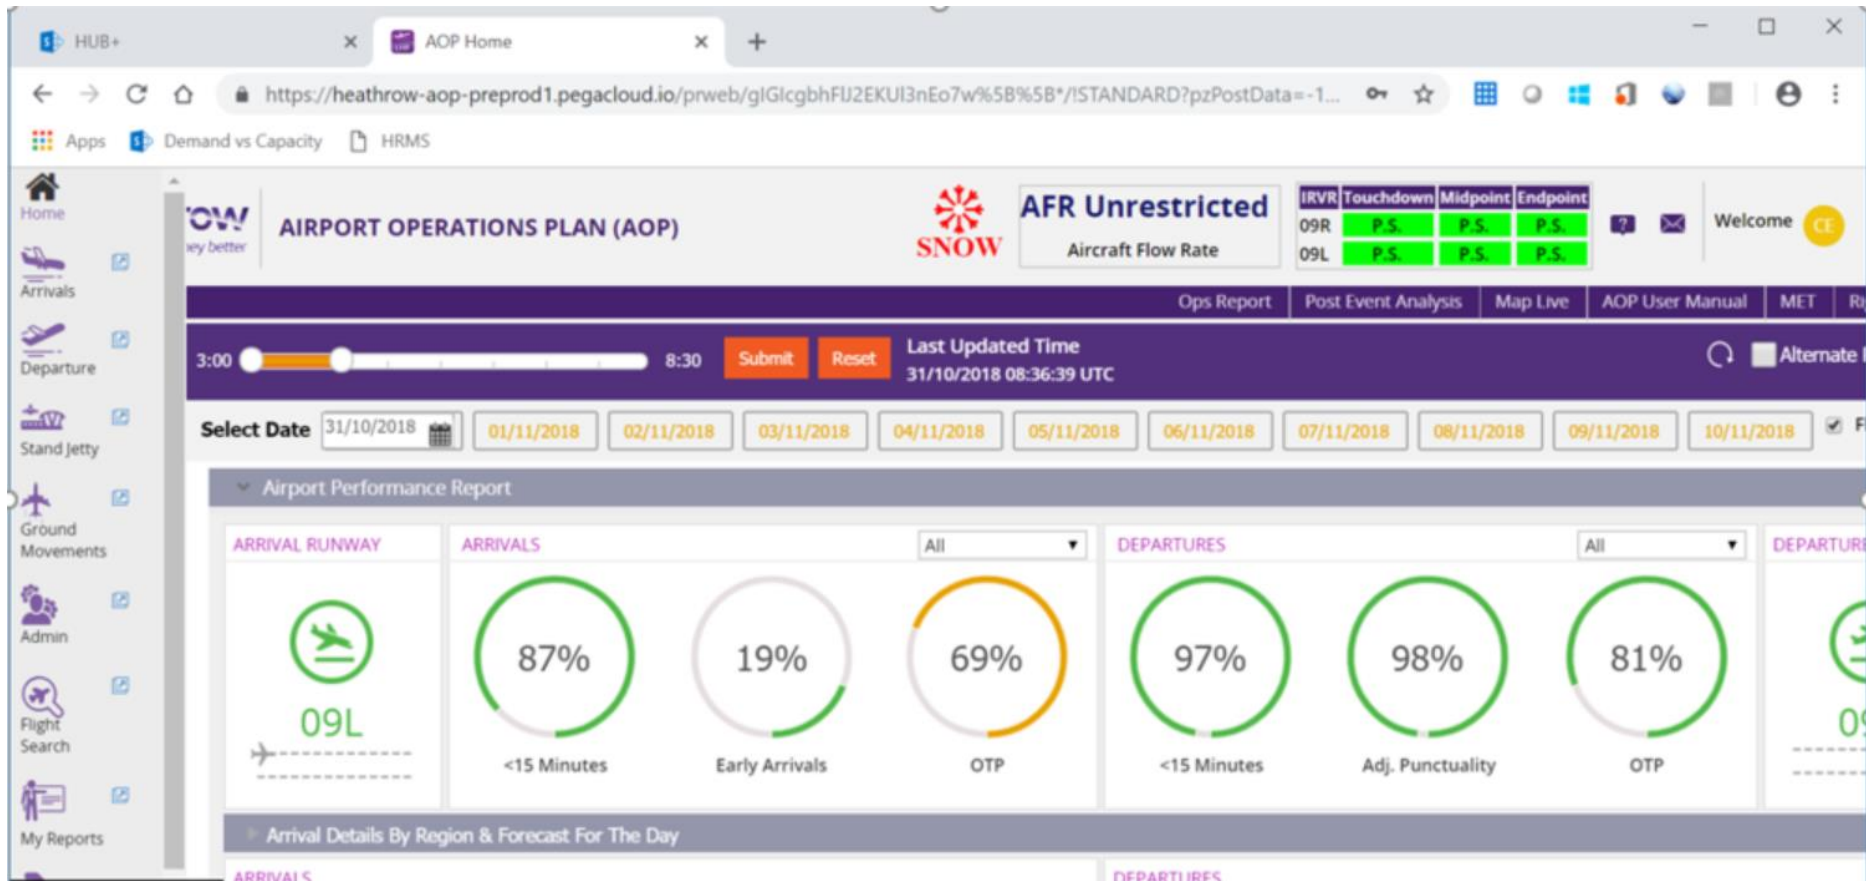 HUB+
AOP Home
https://heathrow-aop-preprod1.pegacloud.io/prweb/
STANDARD?pzPostData=-1...
Apps
Demand vs Capacity
HRMS
Home
Arrivals
Departure
Stand Jetty
Ground
Movements
Admin
Flight
Search
My Reports
AIRPORT OPERATIONS PLAN (AOP)
SNOW
AFR Unrestricted
Aircraft Flow Rate
IRVR Touchdown Midpoint Endpoint
09R P.S. P.S. P.S.
09L P.S. P.S. P.S.
Welcome CE
Ops Report Post Event Analysis Map Live AOP User Manual MET
3:00 8:30 Submit Reset
Last Updated Time
31/10/2018 08:36:39 UTC
Alternate
Select Date 31/10/2018 01/11/2018 02/11/2018 03/11/2018 04/11/2018 05/11/2018 06/11/2018 07/11/2018 08/11/2018 09/11/2018 10/11/2018
Airport Performance Report
ARRIVAL RUNWAY
09L
ARRIVALS All
87% 19% 69%
<15 Minutes Early Arrivals OTP
DEPARTURES All
97% 98% 81%
<15 Minutes Adj. Punctuality OTP
DEPARTURE
Arrival Details By Region & Forecast For The Day
ARRIVALS DEPARTURES